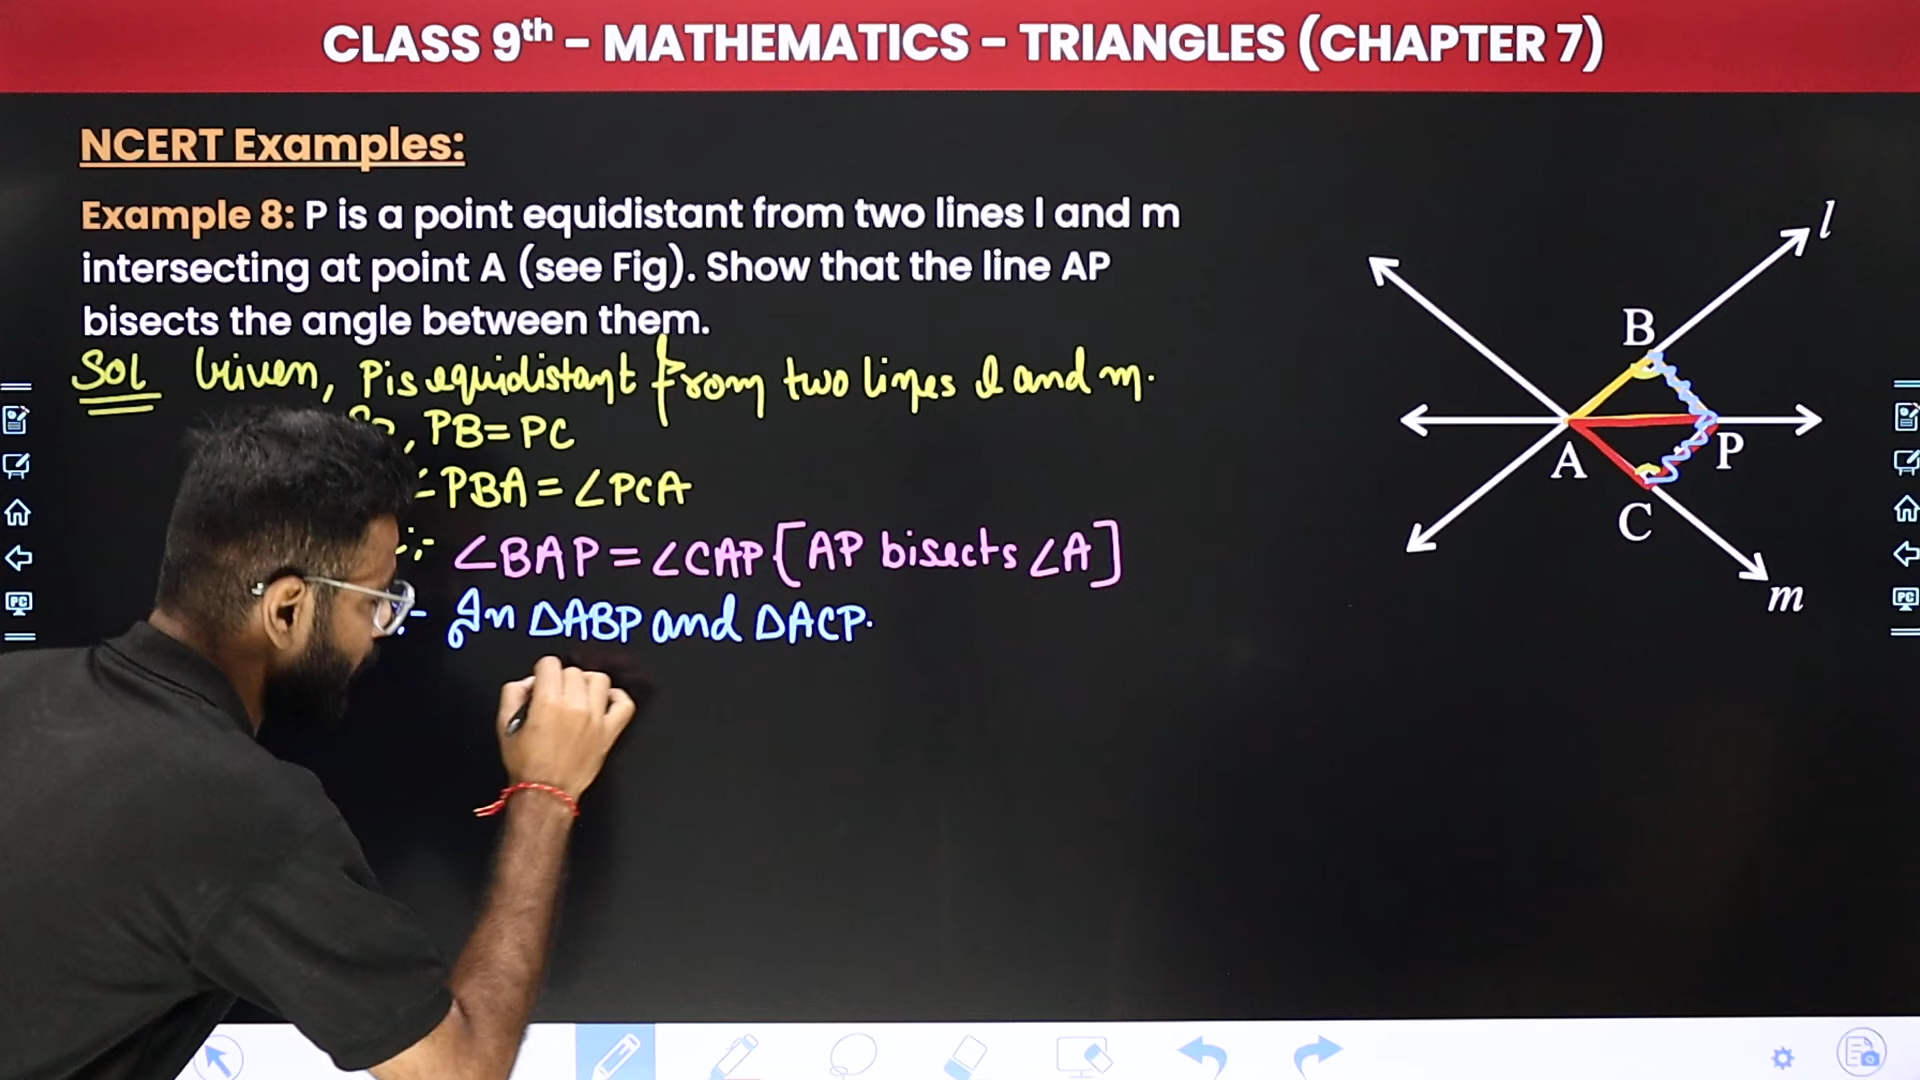 CLASS 9th - MATHEMATICS - TRIANGLES (CHAPTER 7)
NCERT Examples:
Example 8: P is a point equidistant from two lines l and m
intersecting at point A (see Fig). Show that the line AP
bisects the angle between them.
Sol Given, P is equidistant from two lines l and m.
, PB = PC
PBA = ∠PCA
:- ∠BAP = ∠CAP [AP bisects ∠A]
:- In ΔABP and ΔACP.
l
B
A
P
C
m
PC
PC